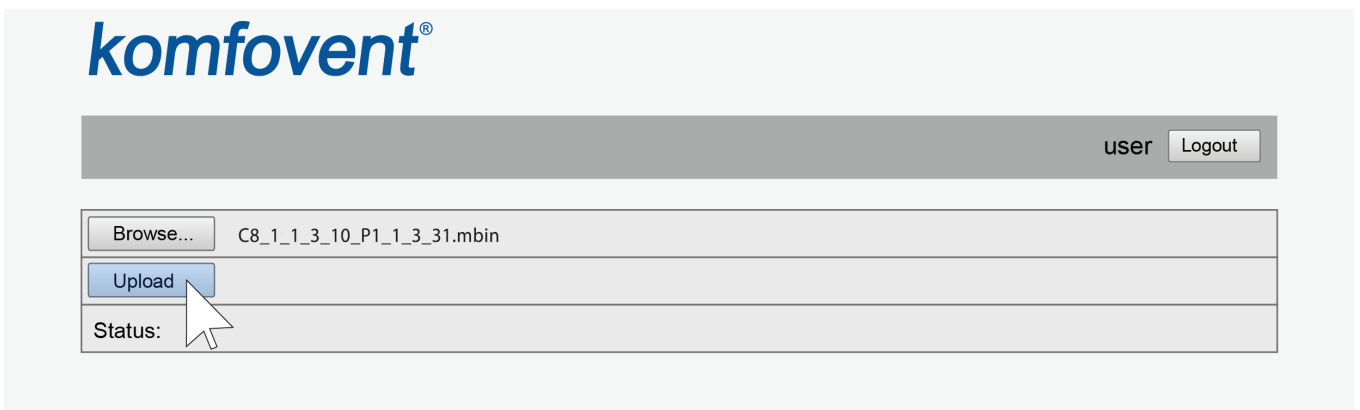 komfovent®
user Logout
Browse... C8_1_1_3_10_P1_1_3_31.mbin
Upload
Status: